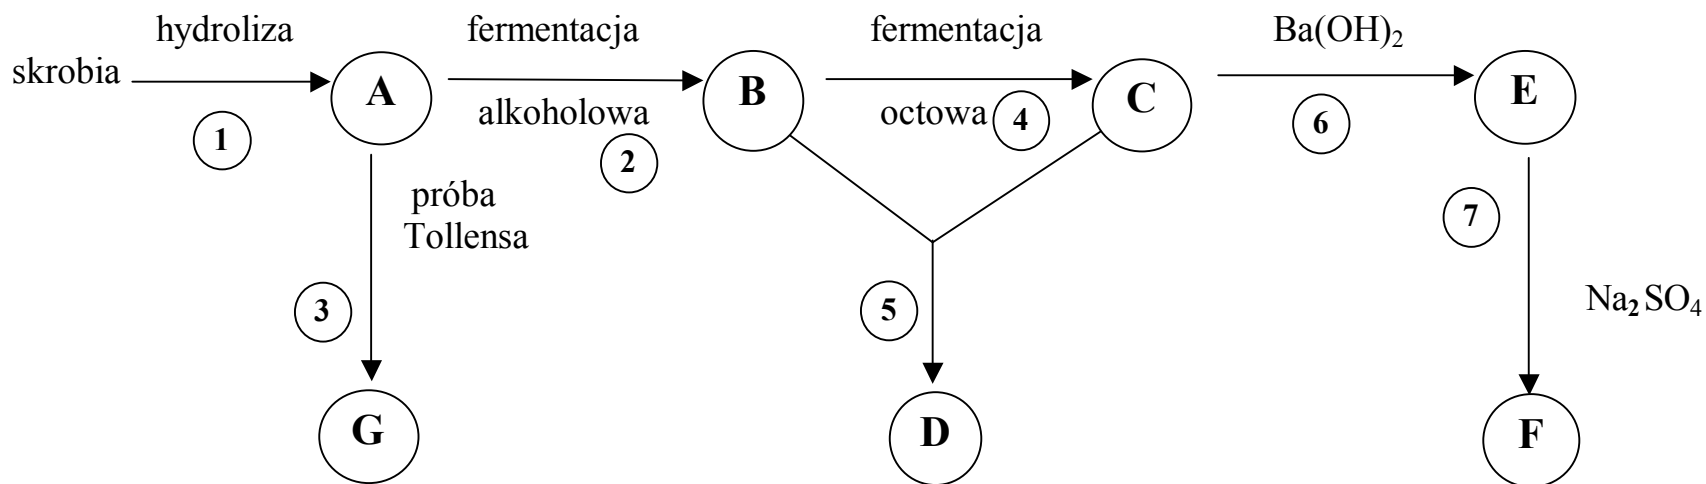 hydroliza
fermentacja
fermentacja
Ba(OH)₂
skrobia
A
B
C
E
alkoholowa
octowa
1
2
4
6
próba
Tollensa
7
3
5
Na₂SO₄
G
D
F